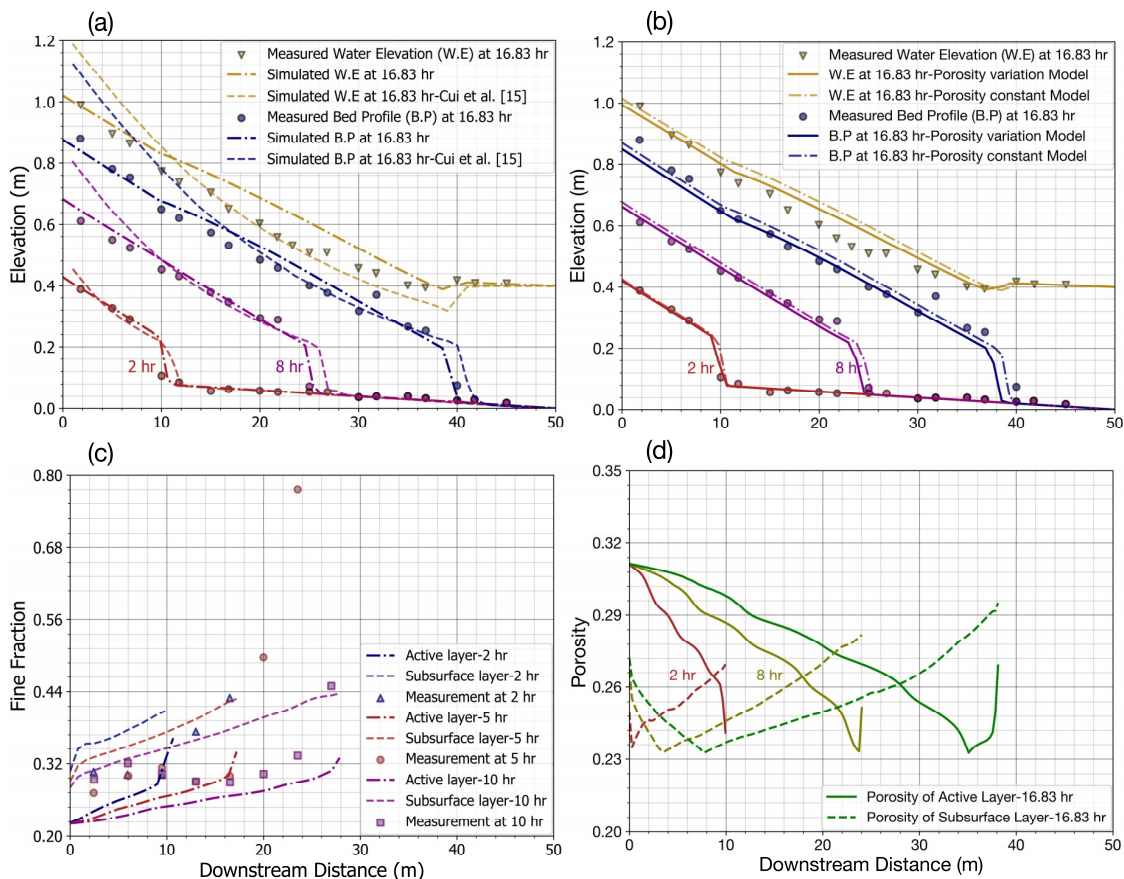 (a)
1.2
1.0
0.8
0.6
0.4
0.2
0.0
Elevation (m)
Measured Water Elevation (W.E) at 16.83 hr
Simulated W.E at 16.83 hr
Simulated W.E at 16.83 hr-Cui et al. [15]
Measured Bed Profile (B.P) at 16.83 hr
Simulated B.P at 16.83 hr
Simulated B.P at 16.83 hr-Cui et al. [15]
2 hr
8 hr
0 10 20 30 40 50
(b)
1.2
1.0
0.8
0.6
0.4
0.2
0.0
Elevation (m)
Measured Water Elevation (W.E) at 16.83 hr
W.E at 16.83 hr-Porosity variation Model
W.E at 16.83 hr-Porosity constant Model
Measured Bed Profile (B.P) at 16.83 hr
B.P at 16.83 hr-Porosity variation Model
B.P at 16.83 hr-Porosity constant Model
2 hr
8 hr
0 10 20 30 40 50
(c)
0.80
0.68
0.56
0.44
0.32
0.20
Fine Fraction
Active layer-2 hr
Subsurface layer-2 hr
Measurement at 2 hr
Active layer-5 hr
Subsurface layer-5 hr
Measurement at 5 hr
Active layer-10 hr
Subsurface layer-10 hr
Measurement at 10 hr
0 10 20 30 40 50
Downstream Distance (m)
(d)
0.35
0.32
0.29
0.26
0.23
0.20
Porosity
2 hr
8 hr
Porosity of Active Layer-16.83 hr
Porosity of Subsurface Layer-16.83 hr
0 10 20 30 40 50
Downstream Distance (m)